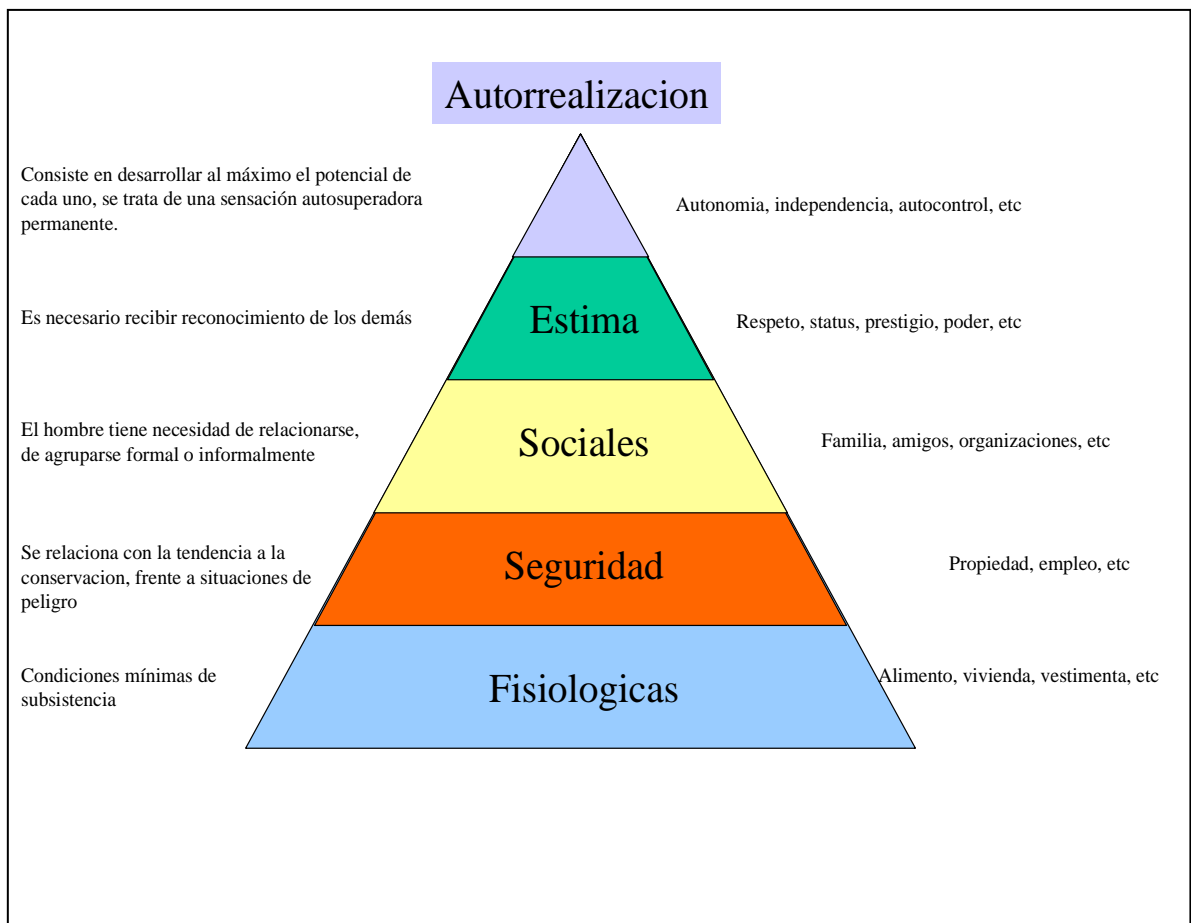 Autorrealizacion
Consiste en desarrollar al máximo el potencial de
cada uno, se trata de una sensación autosuperadora
permanente.
Autonomia, independencia, autocontrol, etc
Es necesario recibir reconocimiento de los demás
Estima
Respeto, status, prestigio, poder, etc
El hombre tiene necesidad de relacionarse,
de agruparse formal o informalmente
Sociales
Familia, amigos, organizaciones, etc
Se relaciona con la tendencia a la
conservacion, frente a situaciones de
peligro
Seguridad
Propiedad, empleo, etc
Condiciones mínimas de
subsistencia
Fisiologicas
Alimento, vivienda, vestimenta, etc